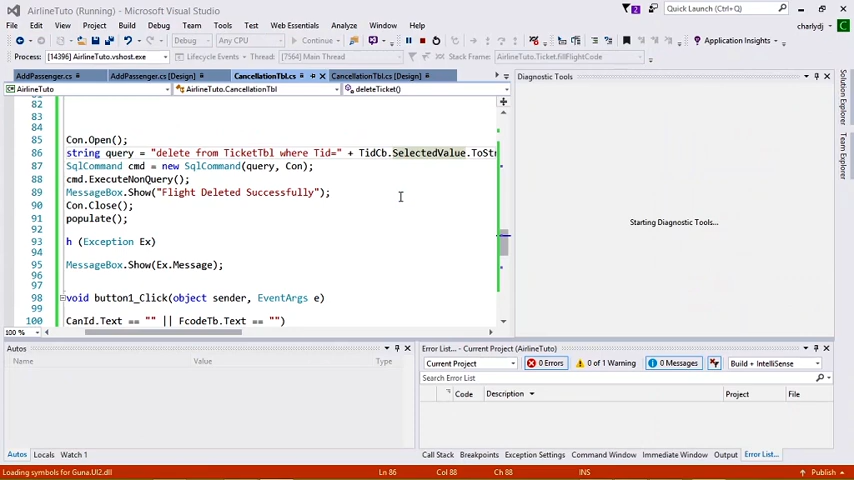 AirlineTuto (Running) - Microsoft Visual Studio
2
Quick Launch (Ctrl+Q)
File Edit View Project Build Debug Team Tools Test Web Essentials Analyze Window Help
charlydj C
Debug Any CPU Continue Application Insights
Process: [14396] AirlineTuto.vshost.exe Lifecycle Events Thread: [7564] Main Thread Stack Frame: AirlineTuto.Ticket.fillFlightCode
AddPassenger.cs AddPassenger.cs [Design] CancellationTbl.cs CancellationTbl.cs [Design]
Diagnostic Tools
AirlineTuto AirlineTuto.CancellationTbl deleteTicket()
82
83
84
85 Con.Open();
86 string query = "delete from TicketTbl where Tid=" + TidCb.SelectedValue.ToStr
87 SqlCommand cmd = new SqlCommand(query, Con);
88 cmd.ExecuteNonQuery();
89 MessageBox.Show("Flight Deleted Successfully");
90 Con.Close();
91 populate();
92
93 h (Exception Ex)
94
95 MessageBox.Show(Ex.Message);
96
97
98 void button1_Click(object sender, EventArgs e)
99
100 CanId.Text == "" || FcodeTb.Text == "")
100 %
Starting Diagnostic Tools...
Solution Explorer
Team Explorer
Autos
Name Value Type
Autos Locals Watch 1
Error List... - Current Project (AirlineTuto)
Current Project 0 Errors 0 of 1 Warning 0 Messages Build + IntelliSense
Search Error List
Code Description Project File
Call Stack Breakpoints Exception Settings Command Window Immediate Window Output Error List...
Loading symbols for Guna.UI2.dll Ln 86 Col 88 Ch 88 INS Publish